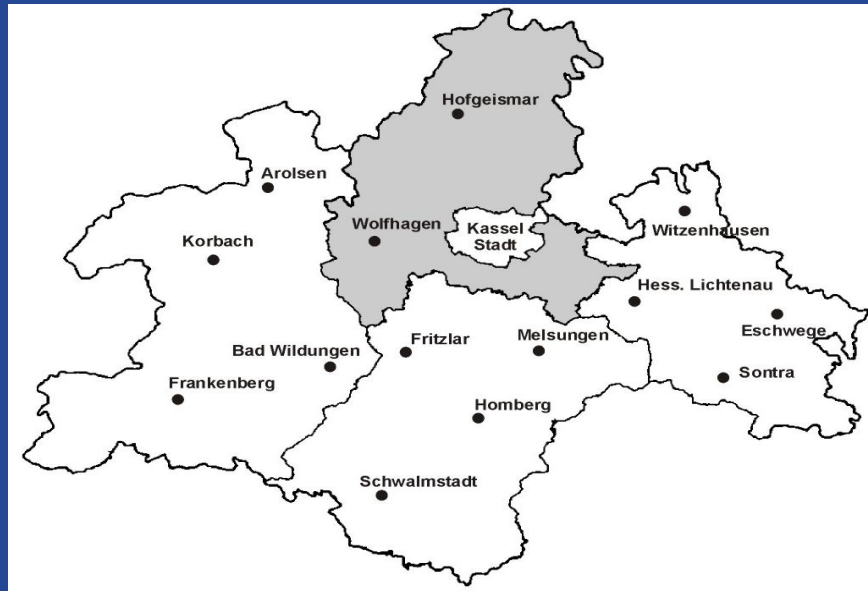 Hofgeismar
Arolsen
Wolfhagen
Kassel
Stadt
Witzenhausen
Korbach
Hess. Lichtenau
Eschwege
Bad Wildungen
Fritzlar
Melsungen
Sontra
Frankenberg
Homberg
Schwalmstadt